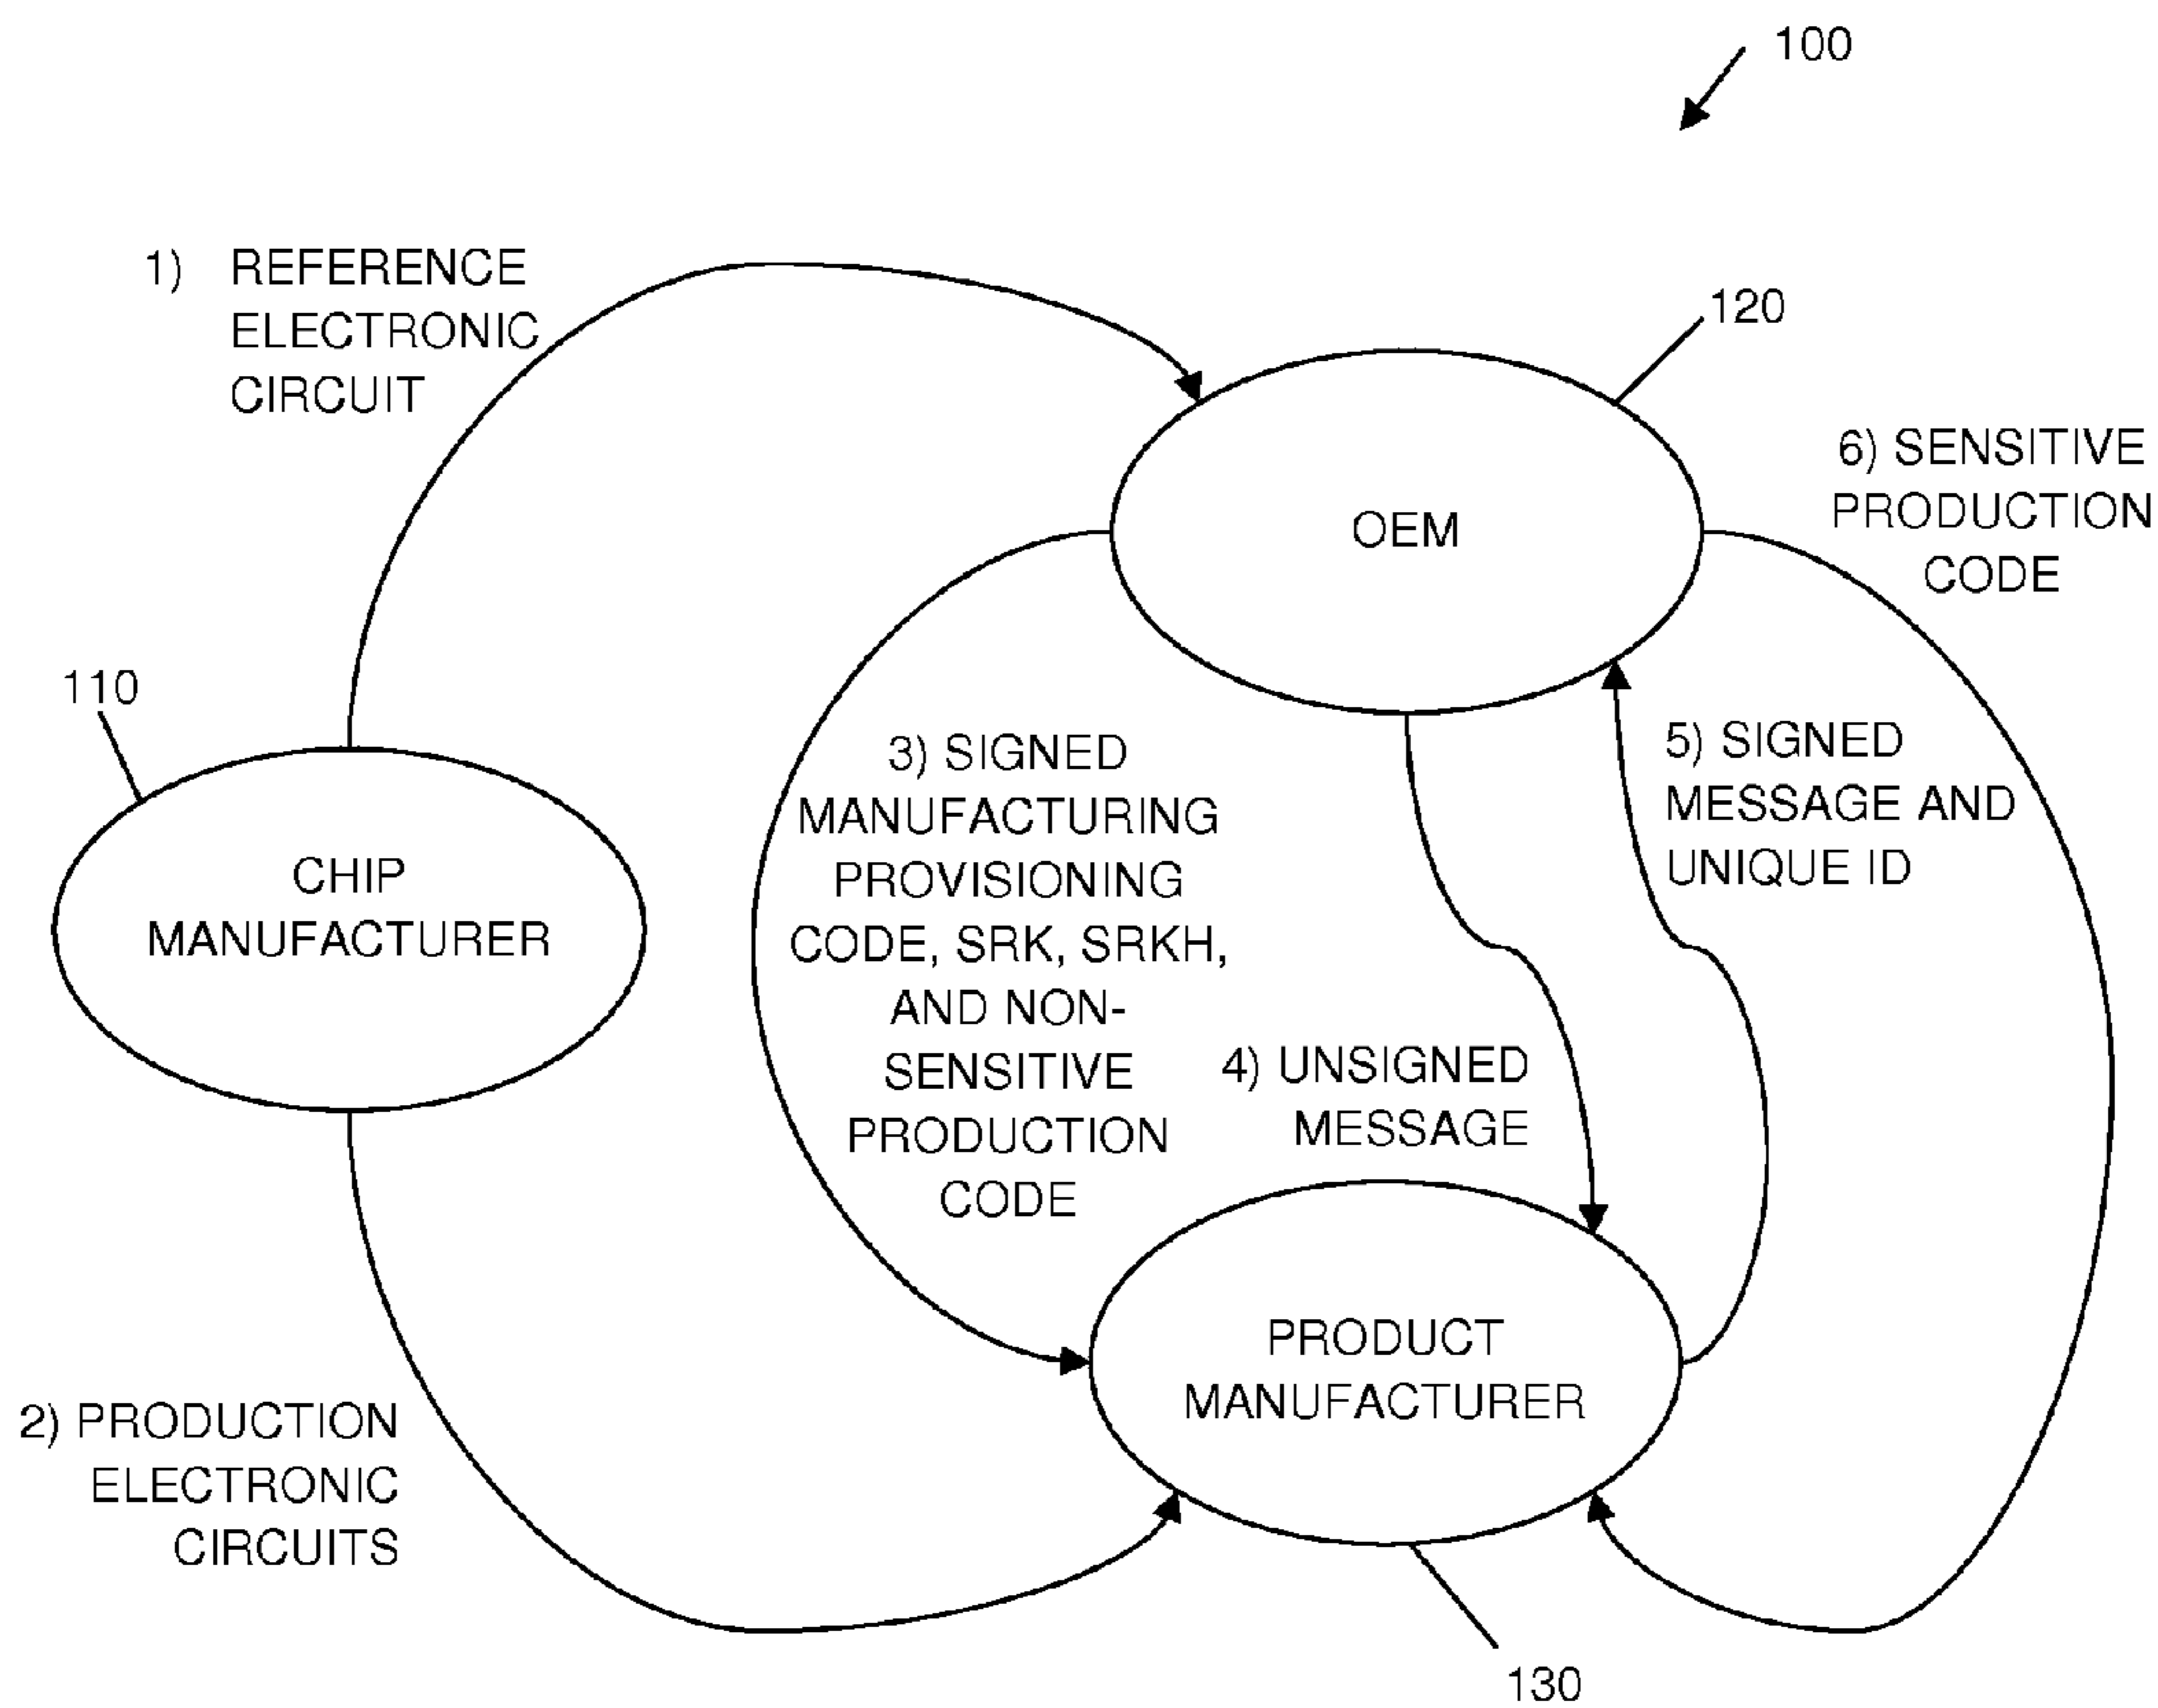 100
1) REFERENCE
ELECTRONIC
CIRCUIT
120
6) SENSITIVE
PRODUCTION
CODE
OEM
110
CHIP
MANUFACTURER
3) SIGNED
MANUFACTURING
PROVISIONING
CODE, SRK, SRKH,
AND NON-
SENSITIVE
PRODUCTION
CODE
5) SIGNED
MESSAGE AND
UNIQUE ID
4) UNSIGNED
MESSAGE
PRODUCT
MANUFACTURER
2) PRODUCTION
ELECTRONIC
CIRCUITS
130